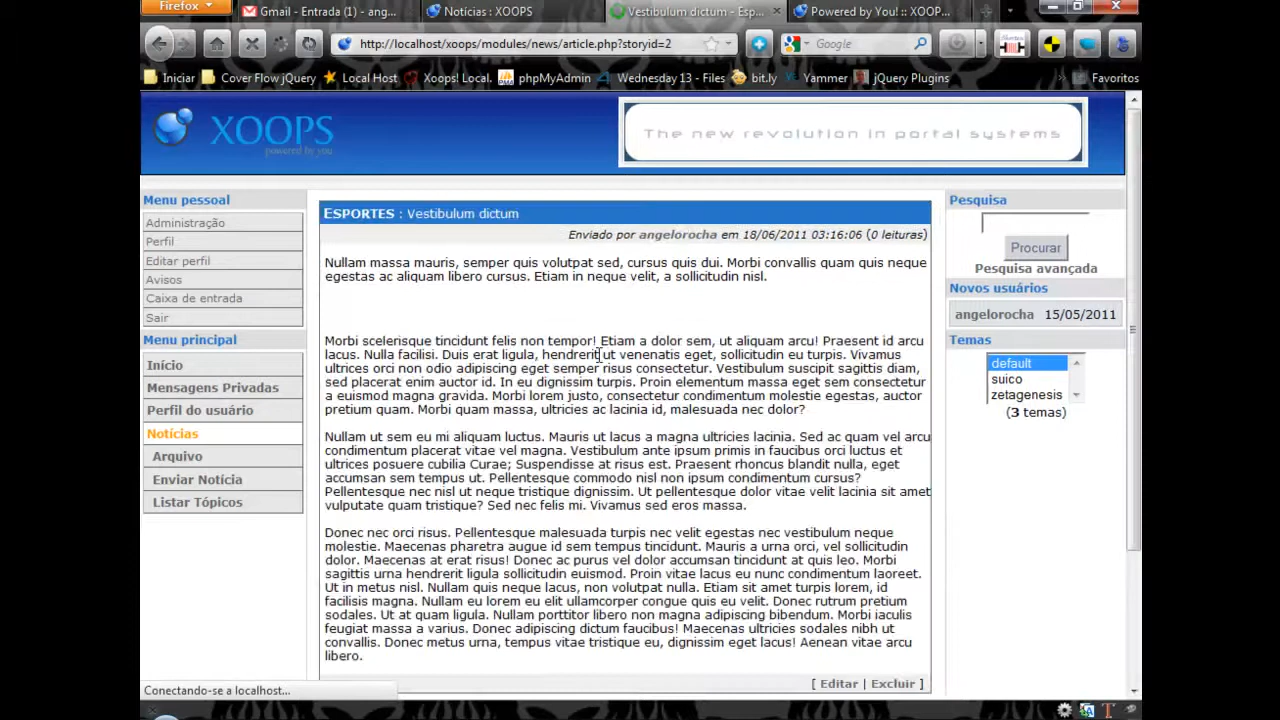 Firefox
Gmail - Entrada (1) - ang...
Notícias : XOOPS
Vestibulum dictum - Esp...
Powered by You! :: XOOP...
http://localhost/xoops/modules/news/article.php?storyid=2
Google
Iniciar
Cover Flow jQuery
Local Host
Xoops! Local.
phpMyAdmin
Wednesday 13 - Files
bit.ly
Yammer
jQuery Plugins
Favoritos
XOOPS
powered by you
The new revolution in portal systems
Menu pessoal
Administração
Perfil
Editar perfil
Avisos
Caixa de entrada
Sair
Menu principal
Início
Mensagens Privadas
Perfil do usuário
Notícias
Arquivo
Enviar Notícia
Listar Tópicos
ESPORTES : Vestibulum dictum
Enviado por angelorocha em 18/06/2011 03:16:06 (0 leituras)
Nullam massa mauris, semper quis volutpat sed, cursus quis dui. Morbi convallis quam quis neque
egestas ac aliquam libero cursus. Etiam in neque velit, a sollicitudin nisl.
Morbi scelerisque tincidunt felis non tempor! Etiam a dolor sem, ut aliquam arcu! Praesent id arcu
lacus. Nulla facilisi. Duis erat ligula, hendrerit ut venenatis eget, sollicitudin eu turpis. Vivamus
ultrices orci non odio adipiscing eget semper risus consectetur. Vestibulum suscipit sagittis diam,
sed placerat enim auctor id. In eu dignissim turpis. Proin elementum massa eget sem consectetur
a euismod magna gravida. Morbi lorem justo, consectetur condimentum molestie egestas, auctor
pretium quam. Morbi quam massa, ultricies ac lacinia id, malesuada nec dolor?
Nullam ut sem eu mi aliquam luctus. Mauris ut lacus a magna ultricies lacinia. Sed ac quam vel arcu
condimentum placerat vitae vel magna. Vestibulum ante ipsum primis in faucibus orci luctus et
ultrices posuere cubilia Curae; Suspendisse at risus est. Praesent rhoncus blandit nulla, eget
accumsan sem tempus ut. Pellentesque commodo nisl non ipsum condimentum cursus?
Pellentesque nec nisl ut neque tristique dignissim. Ut pellentesque dolor vitae velit lacinia sit amet
vulputate quam tristique? Sed nec felis mi. Vivamus sed eros massa.
Donec nec orci risus. Pellentesque malesuada turpis nec velit egestas nec vestibulum neque
molestie. Maecenas pharetra augue id sem tempus tincidunt. Mauris a urna orci, vel sollicitudin
dolor. Maecenas at erat risus! Donec ac purus vel dolor accumsan tincidunt at quis leo. Morbi
sagittis urna hendrerit ligula sollicitudin euismod. Proin vitae lacus eu nunc condimentum laoreet.
Ut in metus nisl. Nullam quis neque lacus, non volutpat nulla. Etiam sit amet turpis lorem, id
facilisis magna. Nullam eu lorem eu elit ullamcorper congue quis eu velit. Donec rutrum pretium
sodales. Ut at quam ligula. Nullam porttitor libero non magna adipiscing bibendum. Morbi iaculis
feugiat massa a varius. Donec adipiscing dictum faucibus! Maecenas ultricies sodales nibh ut
convallis. Donec metus urna, tempus vitae tristique eu, dignissim eget lacus! Aenean vitae arcu
libero.
[ Editar | Excluir ]
Pesquisa
Procurar
Pesquisa avançada
Novos usuários
angelorocha 15/05/2011
Temas
default
suico
zetagenesis
(3 temas)
Conectando-se a localhost...